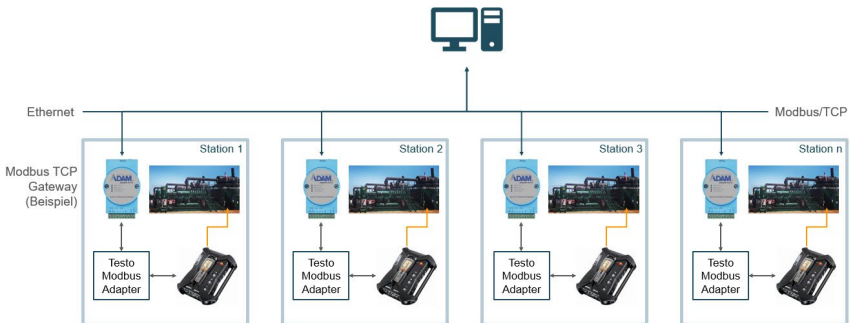 Ethernet
Modbus/TCP
Station 1
Station 2
Station 3
Station n
Modbus TCP
Gateway
(Beispiel)
ADAM
ADAM
ADAM
ADAM
Testo
Modbus
Adapter
Testo
Modbus
Adapter
Testo
Modbus
Adapter
Testo
Modbus
Adapter